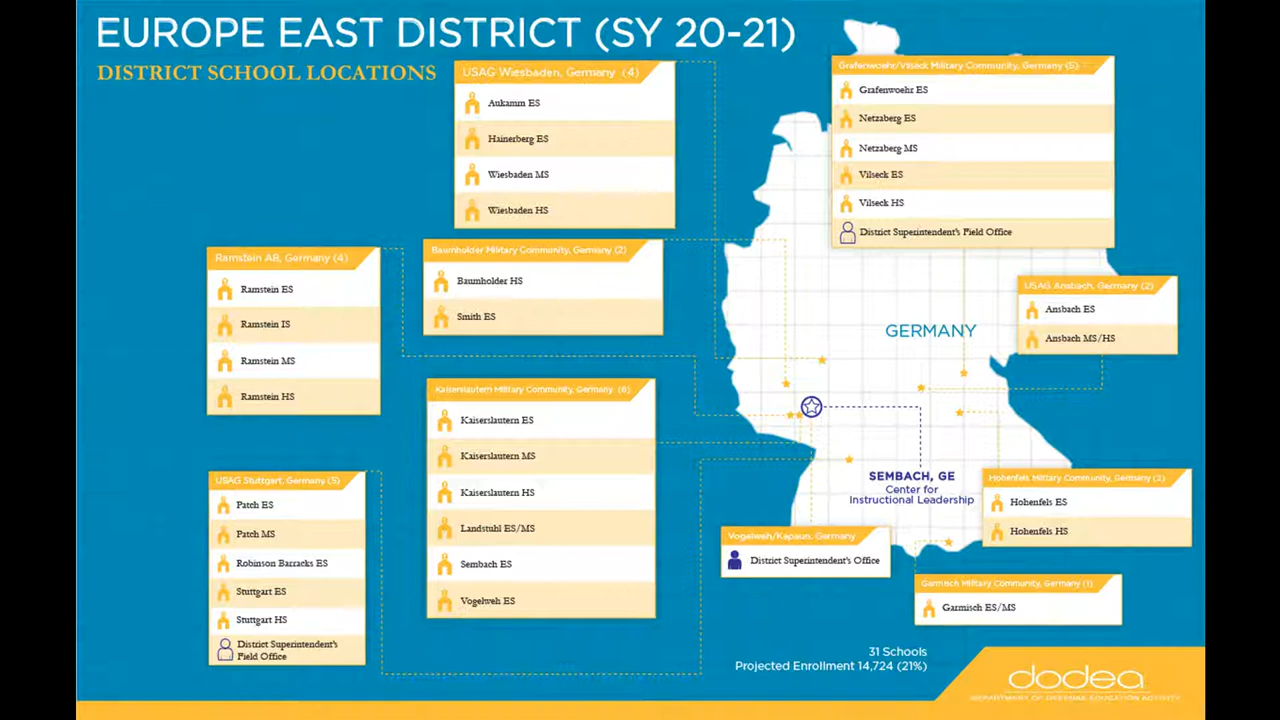 EUROPE EAST DISTRICT (SY 20-21)
DISTRICT SCHOOL LOCATIONS
USAG Wiesbaden, Germany (4)
Aukamm ES
Hainerberg ES
Wiesbaden MS
Wiesbaden HS
Grafenwoehr/Vilseck Military Community, Germany (5)
Grafenwoehr ES
Netzaberg ES
Netzaberg MS
Vilseck ES
Vilseck HS
District Superintendent's Field Office
Ramstein AB, Germany (4)
Ramstein ES
Ramstein IS
Ramstein MS
Ramstein HS
Baumholder Military Community, Germany (2)
Baumholder HS
Smith ES
USAG Ansbach, Germany (2)
Ansbach ES
Ansbach MS/HS
GERMANY
Kaiserslautern Military Community, Germany (6)
Kaiserslautern ES
Kaiserslautern MS
Kaiserslautern HS
Landstuhl ES/MS
Sembach ES
Vogelweh ES
USAG Stuttgart, Germany (5)
Patch ES
Patch MS
Robinson Barracks ES
Stuttgart ES
Stuttgart HS
District Superintendent's
Field Office
SEMBACH, GE
Center for
Instructional Leadership
Hohenfels Military Community, Germany (2)
Hohenfels ES
Hohenfels HS
Vogelweh/Kapaun, Germany
District Superintendent's Office
Garmisch Military Community, Germany (1)
Garmisch ES/MS
31 Schools
Projected Enrollment 14,724 (21%)
dodea
DEPARTMENT OF DEFENSE EDUCATION ACTIVITY